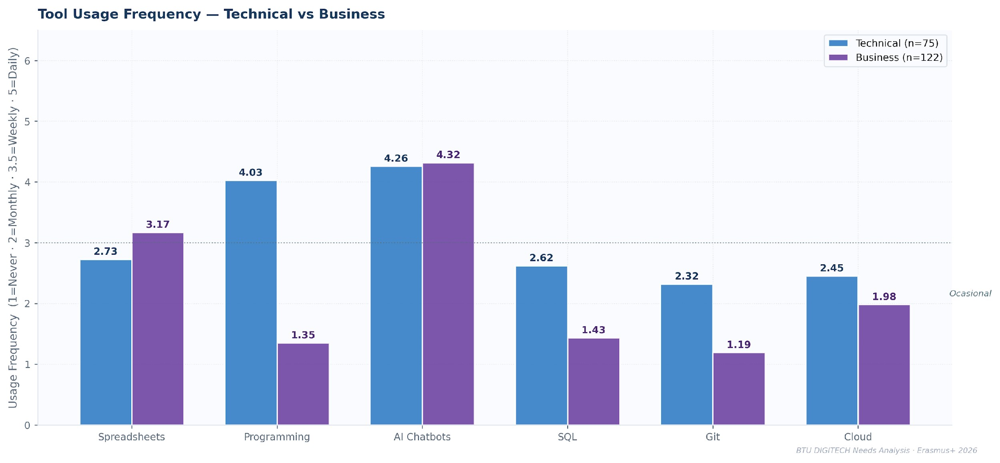 Tool Usage Frequency — Technical vs Business
Usage Frequency (1=Never · 2=Monthly · 3.5=Weekly · 5=Daily)
Technical (n=75)
Business (n=122)
6
5
4
3
2
1
0
2.73
3.17
4.03
1.35
4.26
4.32
2.62
1.43
2.32
1.19
2.45
1.98
Ocasional
Spreadsheets
Programming
AI Chatbots
SQL
Git
Cloud
BTU DIGITECH Needs Analysis · Erasmus+ 2026